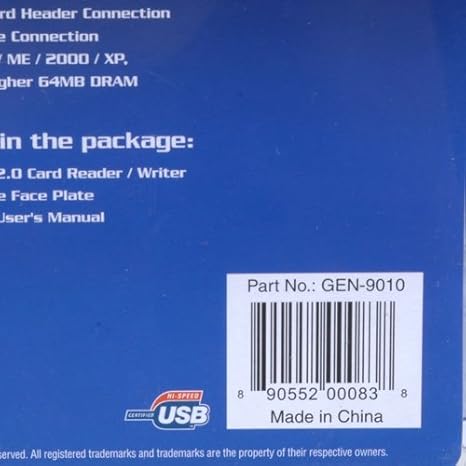 rd Header Connection
e Connection
/ ME / 2000 / XP,
gher 64MB DRAM
in the package:
2.0 Card Reader / Writer
e Face Plate
User's Manual
Part No.: GEN-9010
8 90552 00083 8
Made in China
HI-SPEED
CERTIFIED USB
served. All registered trademarks and trademarks are the property of their respective owners.